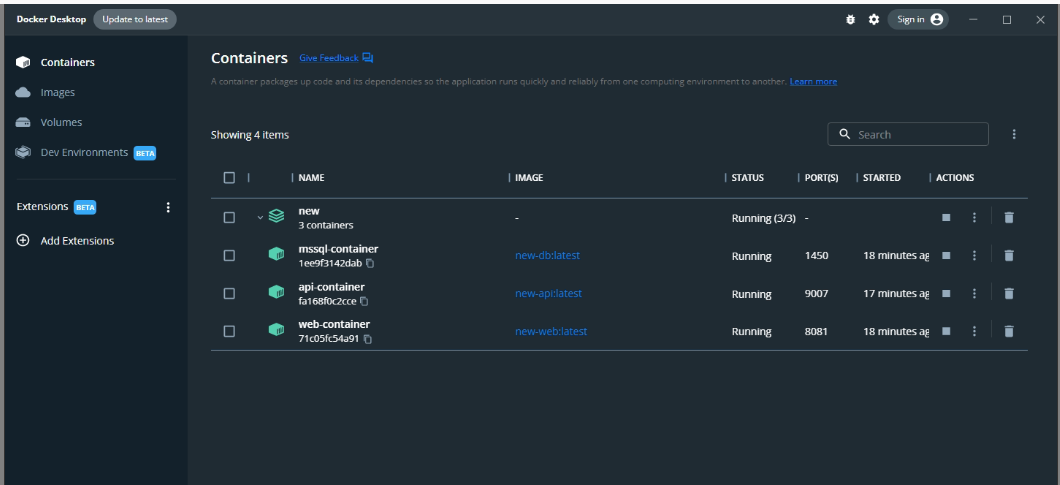 Docker Desktop Update to latest Sign in
Containers
Images
Volumes
Dev Environments BETA
Extensions BETA
Add Extensions
Containers Give Feedback
A container packages up code and its dependencies so the application runs quickly and reliably from one computing environment to another. Learn more
Showing 4 items Search
NAME IMAGE STATUS PORT(S) STARTED ACTIONS
new - Running (3/3) -
3 containers
mssql-container new-db:latest Running 1450 18 minutes ag
1ee9f3142dab
api-container new-api:latest Running 9007 17 minutes ag
fa168f0c2cce
web-container new-web:latest Running 8081 18 minutes ag
71c05fc54a91